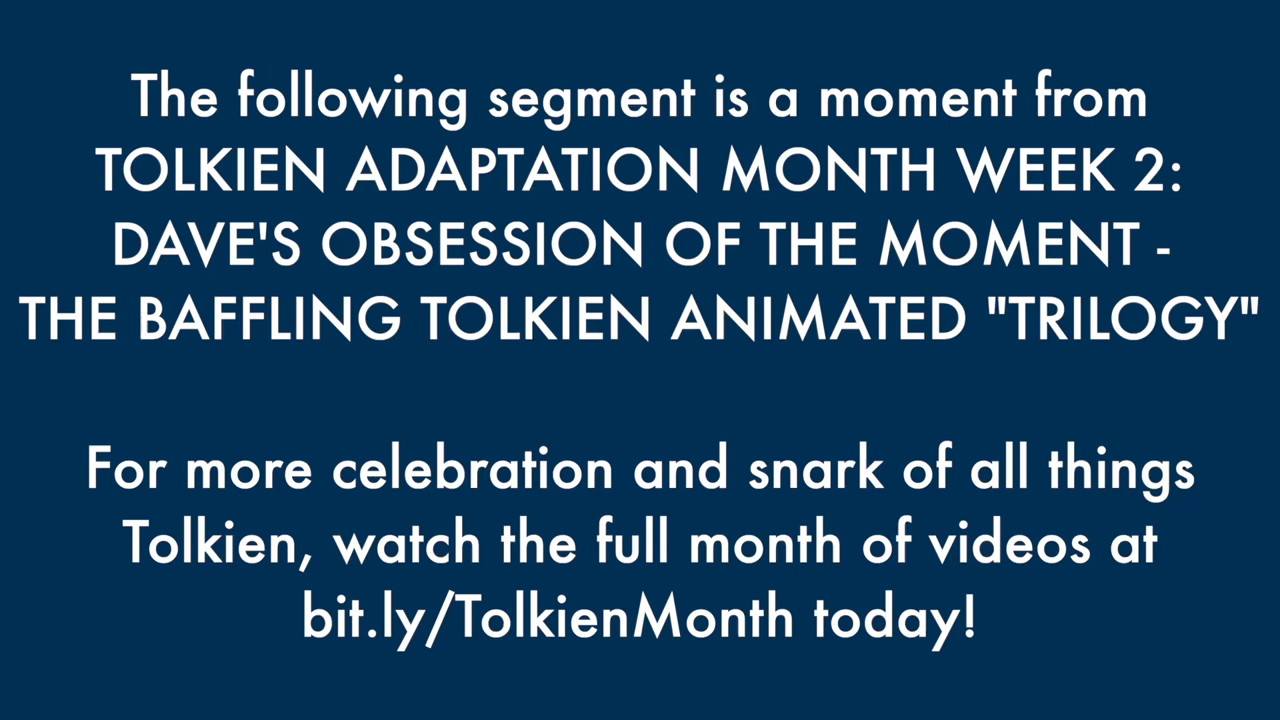 The following segment is a moment from
TOLKIEN ADAPTATION MONTH WEEK 2:
DAVE'S OBSESSION OF THE MOMENT -
THE BAFFLING TOLKIEN ANIMATED "TRILOGY"
For more celebration and snark of all things
Tolkien, watch the full month of videos at
bit.ly/TolkienMonth today!